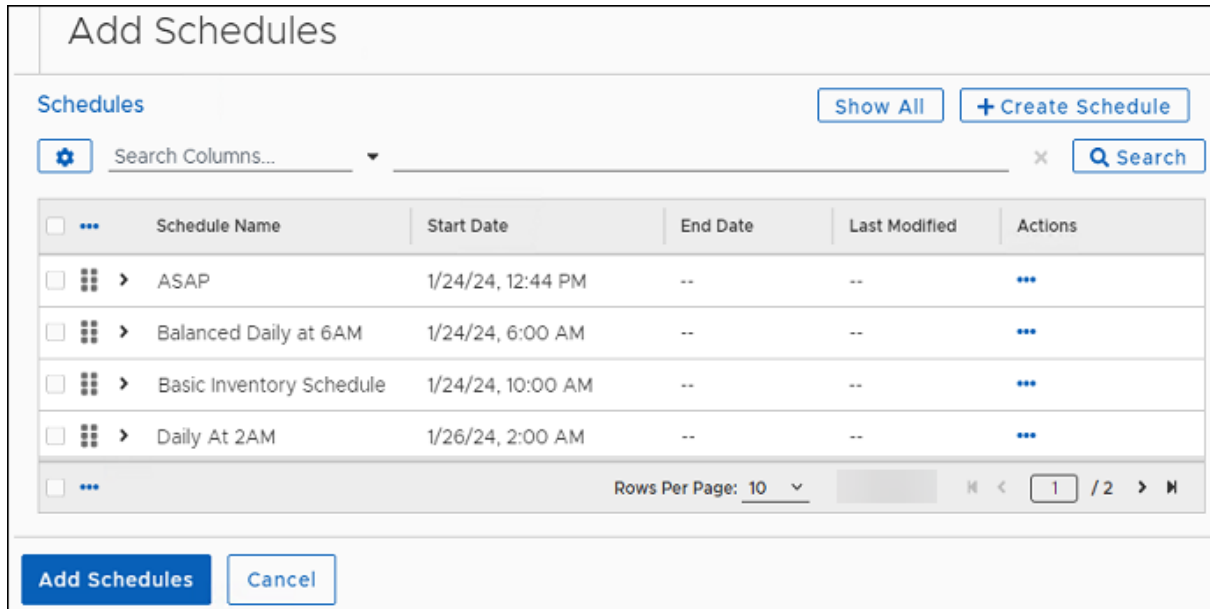 Add Schedules
Schedules Show All + Create Schedule
Search Columns... Search
Schedule Name Start Date End Date Last Modified Actions
ASAP 1/24/24, 12:44 PM -- --
Balanced Daily at 6AM 1/24/24, 6:00 AM -- --
Basic Inventory Schedule 1/24/24, 10:00 AM -- --
Daily At 2AM 1/26/24, 2:00 AM -- --
Rows Per Page: 10 1 / 2
Add Schedules Cancel